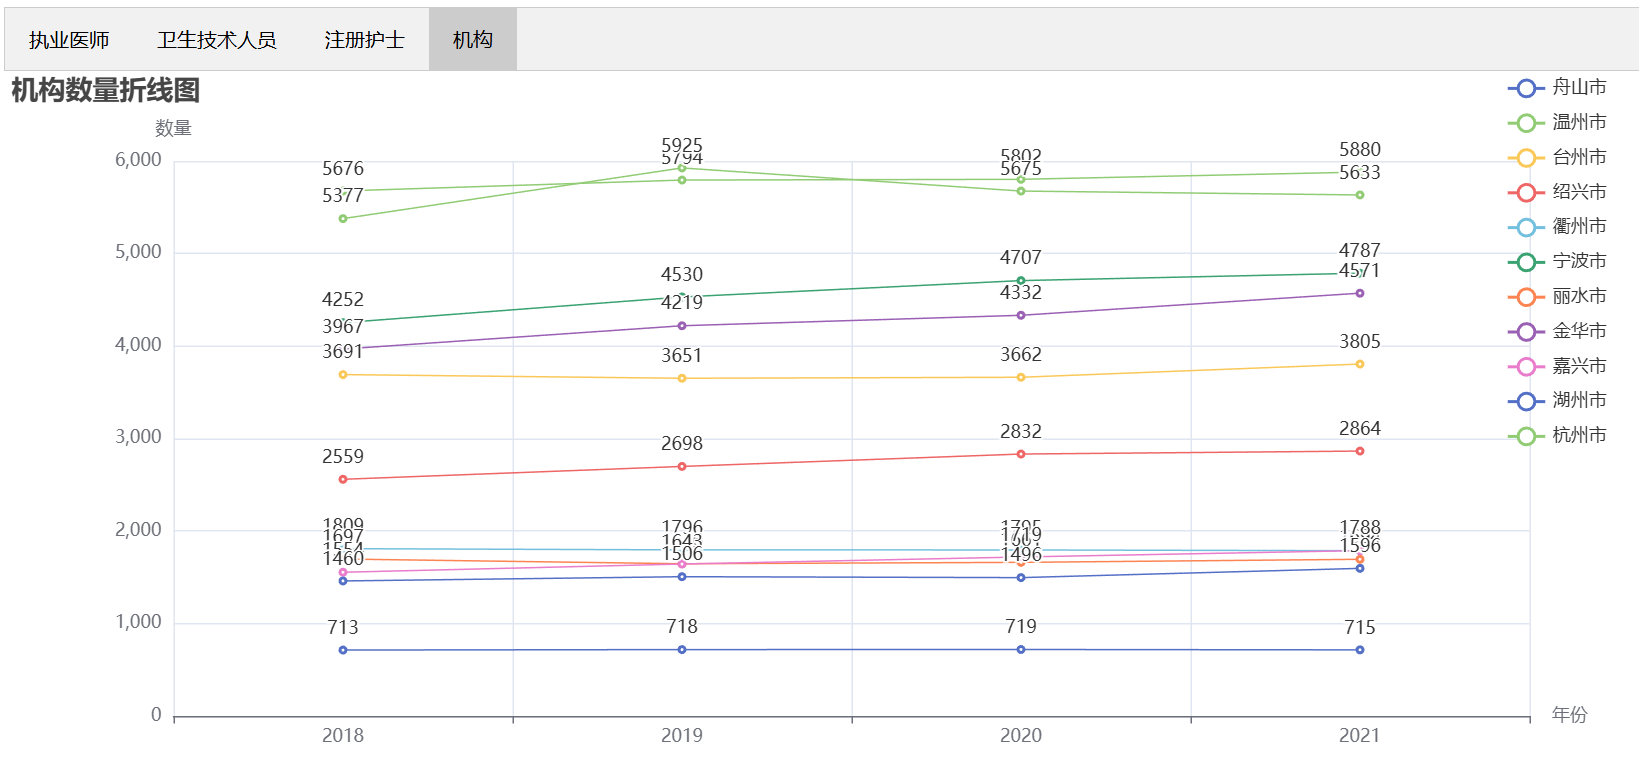 执业医师 卫生技术人员 注册护士 机构
机构数量折线图
数量
舟山市
温州市
台州市
绍兴市
衢州市
宁波市
丽水市
金华市
嘉兴市
湖州市
杭州市
6,000
5,000
4,000
3,000
2,000
1,000
0
5676 5925 5802 5880
5377 5794 5675 5633
4252 4530 4707 4787
3967 4219 4332 4571
3691 3651 3662 3805
2559 2698 2832 2864
1809 1796 1795 1788
1697 1643 1719 1596
1554 1506 1496
1460
713 718 719 715
2018 2019 2020 2021
年份